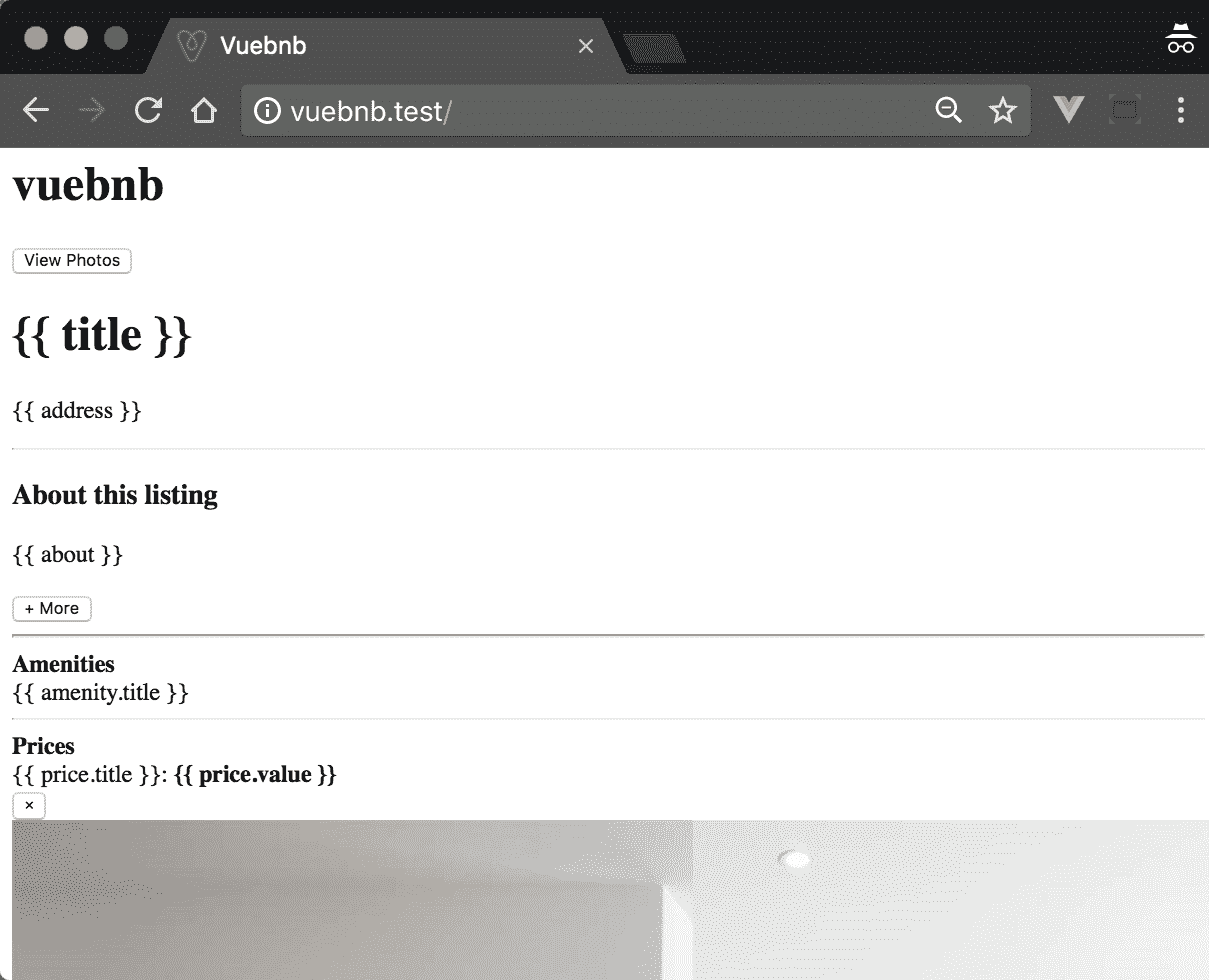 Vuebnb
vuebnb.test/
vuebnb
View Photos
{{ title }}
{{ address }}
About this listing
{{ about }}
+ More
Amenities
{{ amenity.title }}
Prices
{{ price.title }}: {{ price.value }}
×